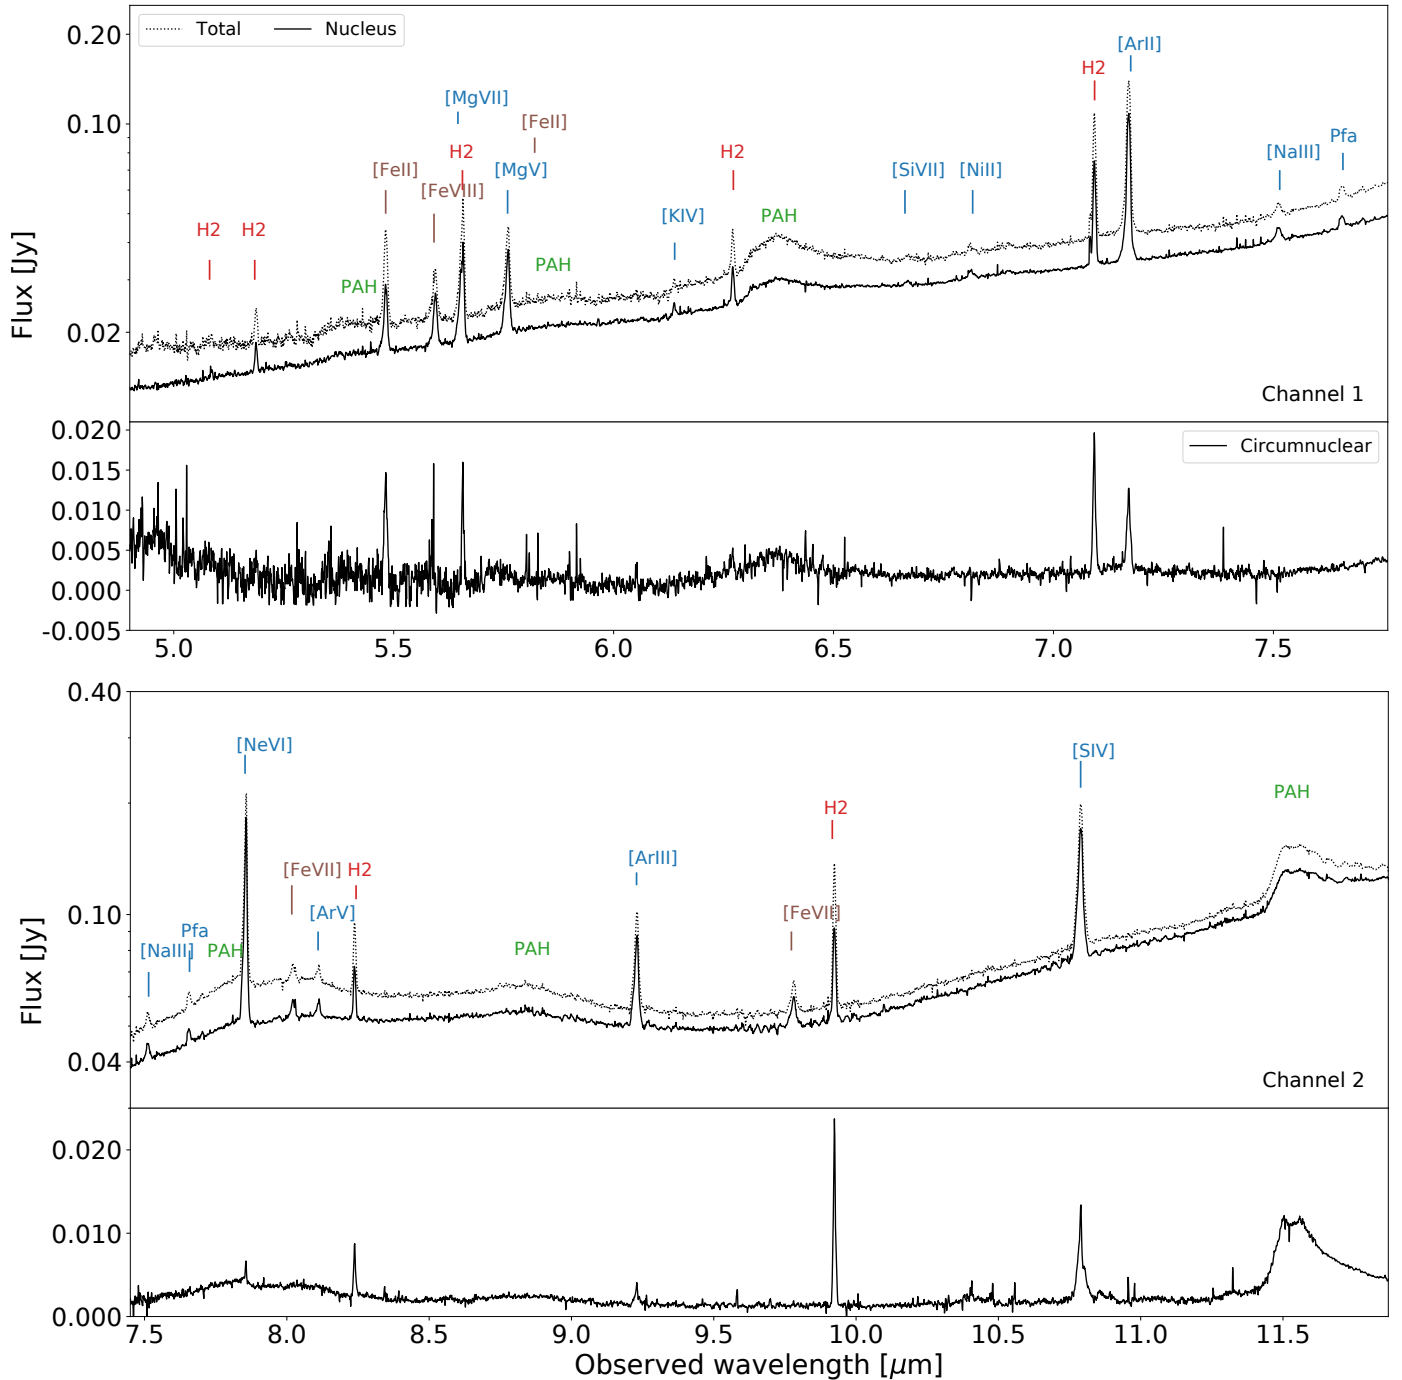 Total Nucleus
[ArII]
0.20
H2
[MgVII]
[FeII]
0.10
Pfa
H2 H2 [NaIII]
[FeII] [MgV] [SiVII] [NiII]
[FeVIII]
[KIV] PAH
H2 H2
PAH
PAH
Flux [Jy]
0.02
Channel 1
0.020
Circumnuclear
0.015
0.010
0.005
0.000
-0.005
5.0 5.5 6.0 6.5 7.0 7.5
0.40
[NeVI] [SIV]
PAH
H2
[FeVII] H2 [ArIII]
0.10
[ArV] [FeVII]
Pfa
[NaIII] PAH PAH
Flux [Jy]
0.04
Channel 2
0.020
0.010
0.000
7.5 8.0 8.5 9.0 9.5 10.0 10.5 11.0 11.5
Observed wavelength [μm]